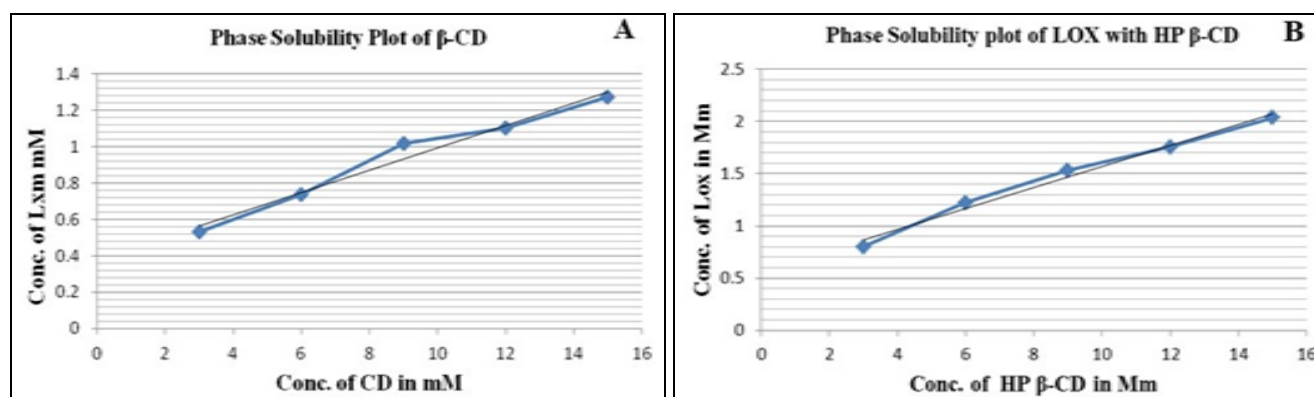 Phase Solubility Plot of β-CD
A
1.4
1.2
1
0.8
0.6
0.4
0.2
0
Conc. of Lxm mM
0 2 4 6 8 10 12 14 16
Conc. of CD in mM
Phase Solubility plot of LOX with HP β-CD
B
2.5
2
1.5
1
0.5
0
Conc. of Lox in Mm
0 2 4 6 8 10 12 14 16
Conc. of HP β-CD in Mm